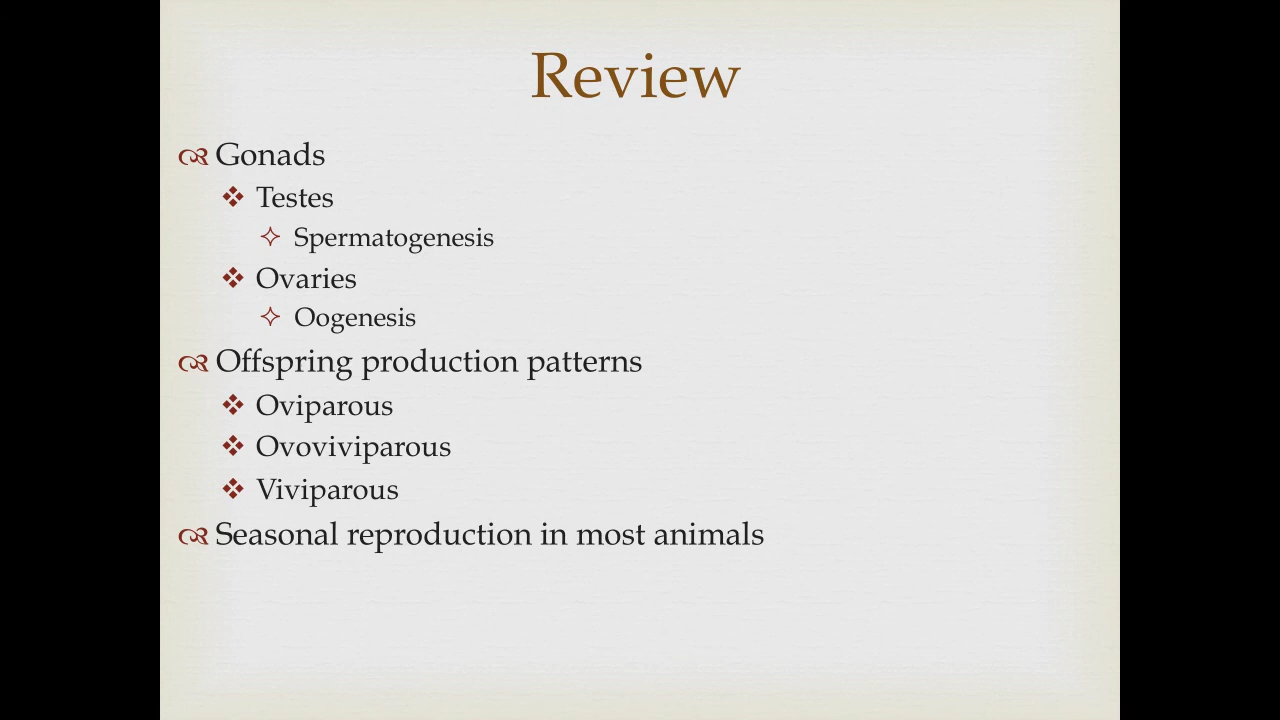 Review
Gonads
Testes
Spermatogenesis
Ovaries
Oogenesis
Offspring production patterns
Oviparous
Ovoviviparous
Viviparous
Seasonal reproduction in most animals